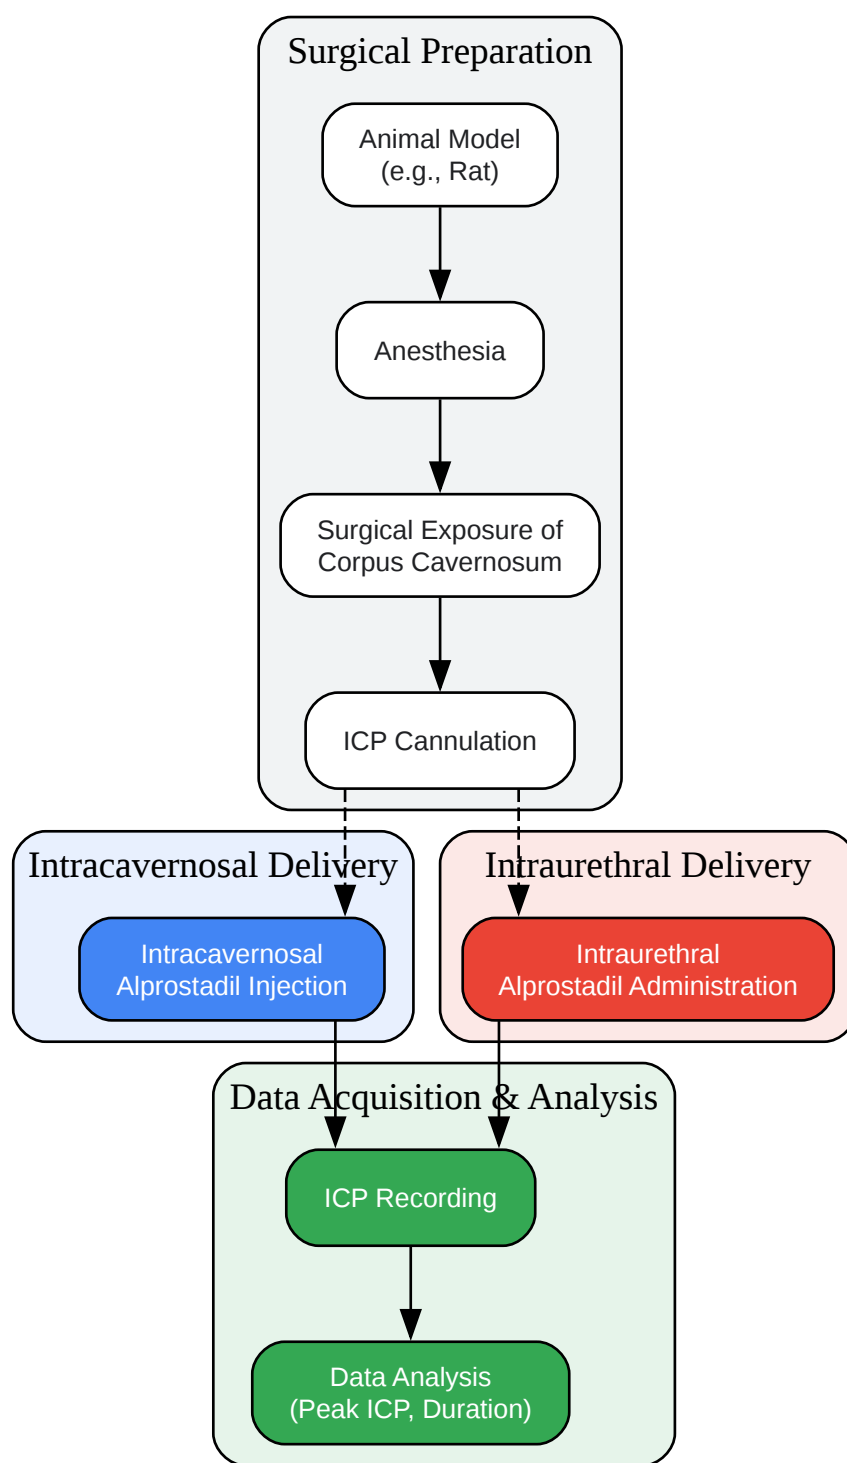 Surgical Preparation
Animal Model
(e.g., Rat)
Anesthesia
Surgical Exposure of
Corpus Cavernosum
ICP Cannulation
Intracavernosal Delivery
Intraurethral Delivery
Intracavernosal
Alprostadil Injection
Intraurethral
Alprostadil Administration
Data Acquisition & Analysis
ICP Recording
Data Analysis
(Peak ICP, Duration)